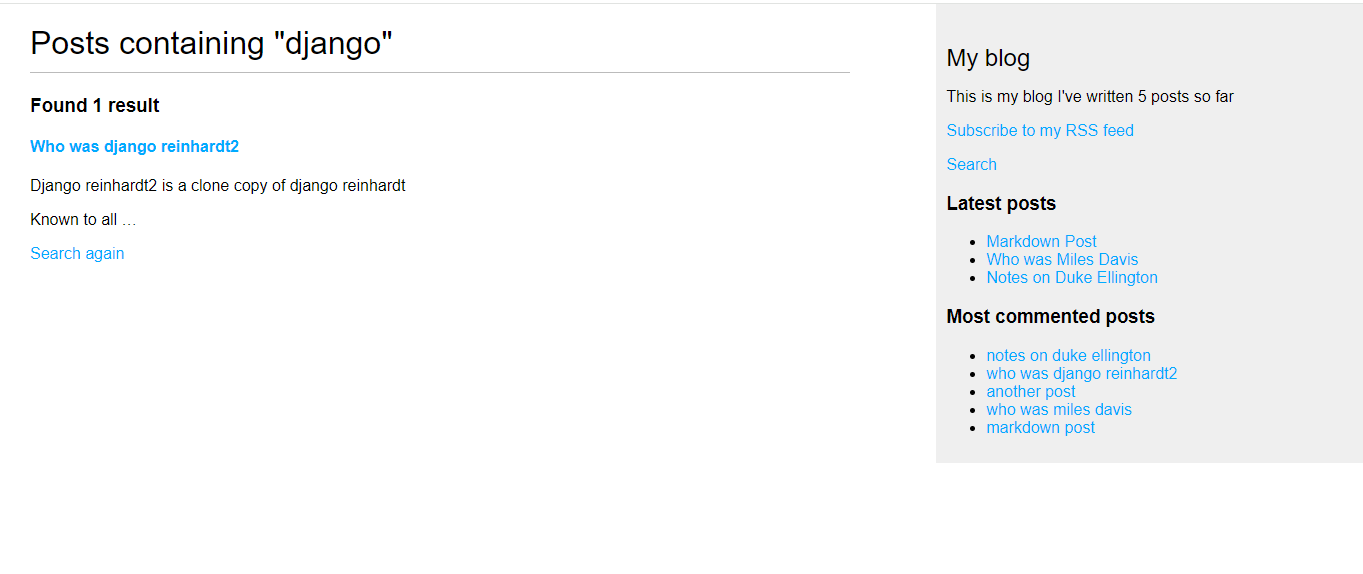 Posts containing "django"
Found 1 result
Who was django reinhardt2
Django reinhardt2 is a clone copy of django reinhardt
Known to all …
Search again
My blog
This is my blog I've written 5 posts so far
Subscribe to my RSS feed
Search
Latest posts
Markdown Post
Who was Miles Davis
Notes on Duke Ellington
Most commented posts
notes on duke ellington
who was django reinhardt2
another post
who was miles davis
markdown post